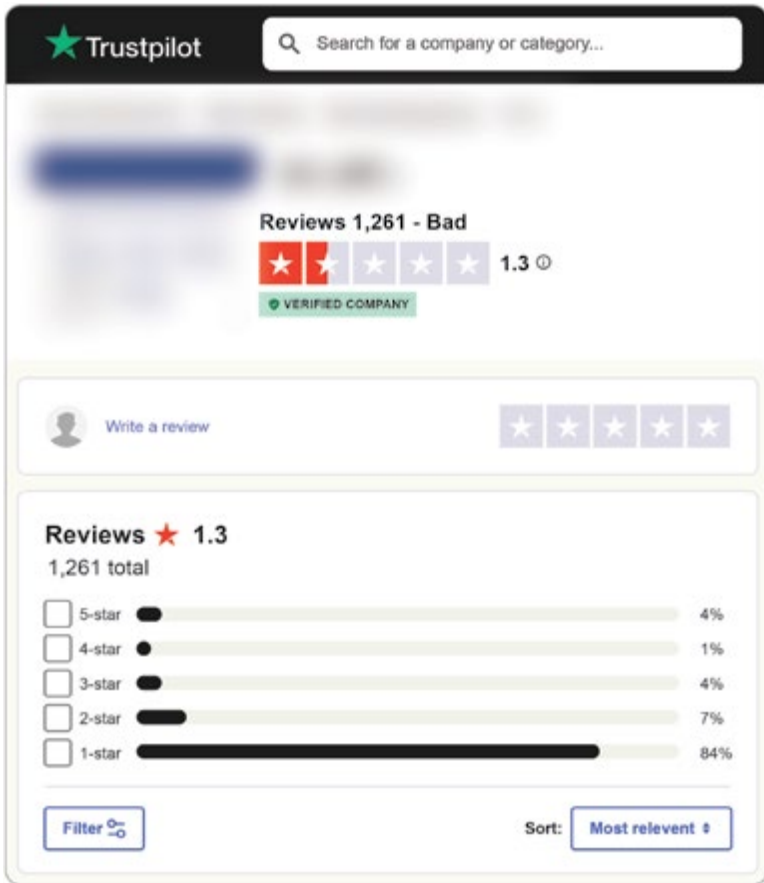 Trustpilot
Search for a company or category...
Reviews 1,261 - Bad
1.3
VERIFIED COMPANY
Write a review
Reviews 1.3
1,261 total
5-star 4%
4-star 1%
3-star 4%
2-star 7%
1-star 84%
Filter
Sort: Most relevent